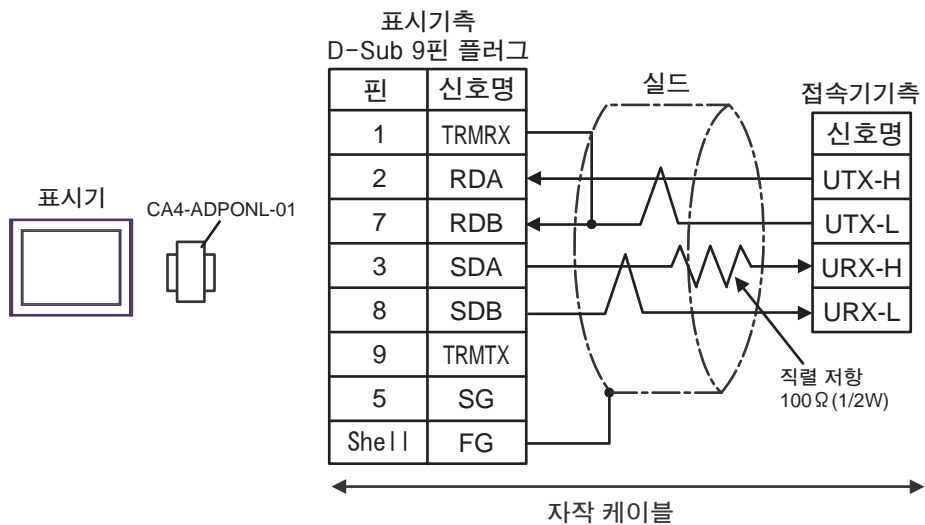 표시기측
D-Sub 9핀 플러그
핀 신호명
1 TRMRX
2 RDA
7 RDB
3 SDA
8 SDB
9 TRMTX
5 SG
Shell FG
실드
접속기기측
신호명
UTX-H
UTX-L
URX-H
URX-L
표시기
CA4-ADPONL-01
직렬 저항
100Ω(1/2W)
자작 케이블